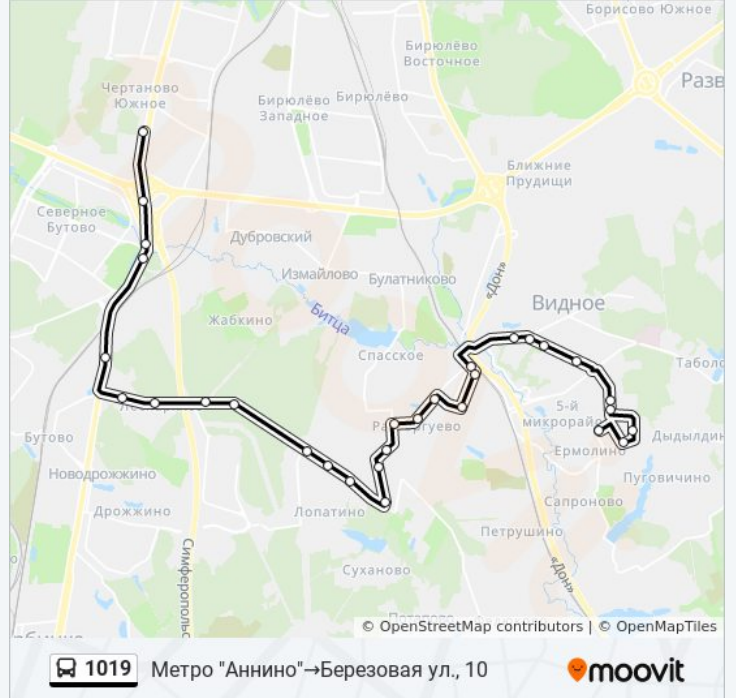 Борисово Южное
Бирюлёво
Восточное
Разв
Чертаново
Южное
Бирюлёво
Западное
Бирюлёво
Ближние
Прудищи
Северное
Бутово
Дубровский
Измайлово
Булатниково
«Дон»
Видное
Битца
Жабкино
Спасское
Таболо
5-й
микрорайо
Бутово
Дыдылдин
Ермолино
Новодрожжино
Пуговичино
Сапроново
Дрожжино
Лопатино
Петрушино
Симферопольс
Суханово
«Дон»
© OpenStreetMap contributors | © OpenMapTiles
1019 Метро "Аннино"→Березовая ул., 10
moovit